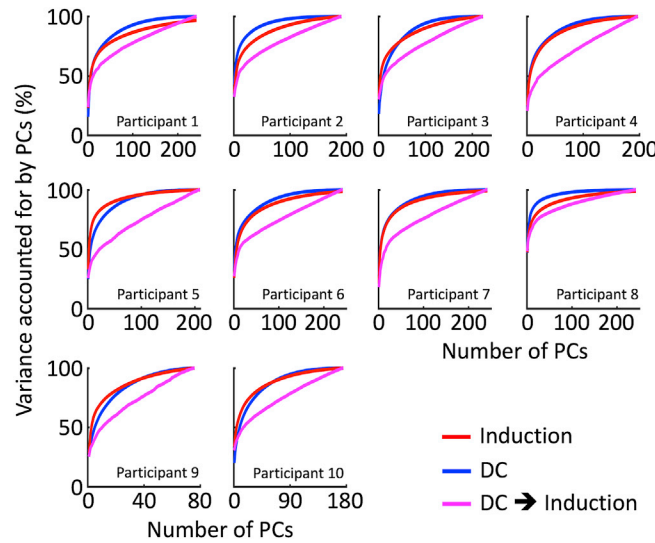 Variance accounted for by PCs (%)
100
50
0
Participant 1
0 100 200
Participant 2
0 100 200
Participant 3
0 100 200
Participant 4
0 100 200
100
50
0
Participant 5
0 100 200
Participant 6
0 100 200
Participant 7
0 100 200
Participant 8
0 100 200
Number of PCs
100
50
0
Participant 9
0 40 80
Participant 10
0 90 180
Number of PCs
Induction
DC
DC ➔ Induction